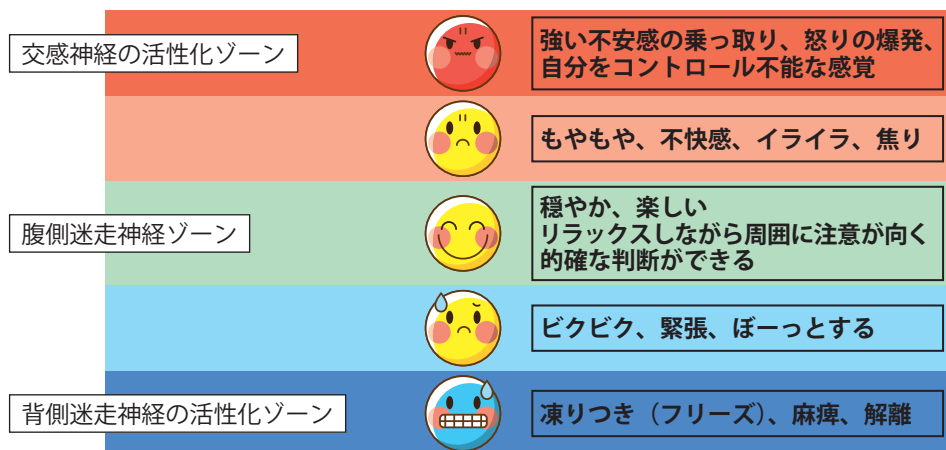 交感神経の活性化ゾーン
強い不安感の乗っ取り、怒りの爆発、
自分をコントロール不能な感覚
もやもや、不快感、イライラ、焦り
腹側迷走神経ゾーン
穏やか、楽しい
リラックスしながら周囲に注意が向く
的確な判断ができる
ビクビク、緊張、ぼーっとする
背側迷走神経の活性化ゾーン
凍りつき（フリーズ）、麻痺、解離